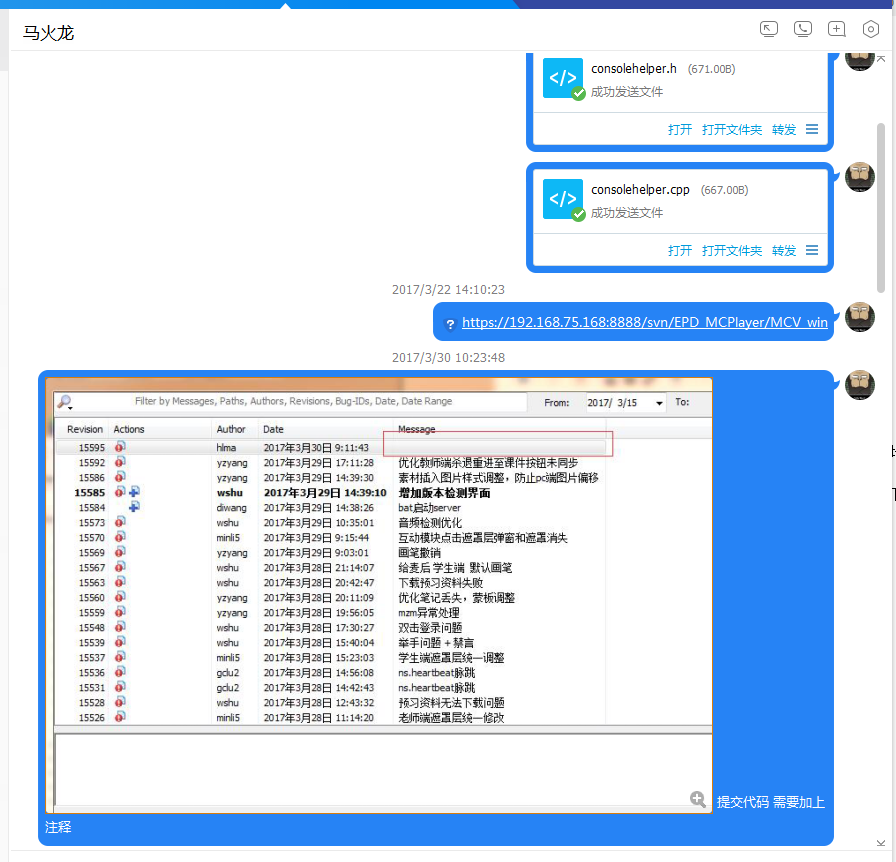 马火龙
consolehelper.h (671.00B)
成功发送文件
打开 打开文件夹 转发
consolehelper.cpp (667.00B)
成功发送文件
打开 打开文件夹 转发
2017/3/22 14:10:23
https://192.168.75.168:8888/svn/EPD_MCPlayer/MCV_win
2017/3/30 10:23:48
Filter by Messages, Paths, Authors, Revisions, Bug-IDs, Date, Date Range From: 2017/ 3/15 To:
Revision Actions Author Date Message
15595 hlma 2017年3月30日 9:11:43
15592 yzyang 2017年3月29日 17:11:28 优化教师端杀退重进至课件按钮未同步
15586 yzyang 2017年3月29日 14:39:30 素材插入图片样式调整，防止pc端图片偏移
15585 wshu 2017年3月29日 14:39:10 增加版本检测界面
15584 diwang 2017年3月29日 14:38:26 bat启动server
15573 wshu 2017年3月29日 10:35:01 音频检测优化
15570 minli5 2017年3月29日 9:15:44 互动模块点击遮罩层弹窗和遮罩消失
15569 yzyang 2017年3月29日 9:03:01 画笔撤销
15567 wshu 2017年3月28日 21:14:07 给麦后 学生端 默认画笔
15563 wshu 2017年3月28日 20:42:47 下载预习资料失败
15560 yzyang 2017年3月28日 20:11:09 优化笔记丢失，蒙板调整
15559 yzyang 2017年3月28日 19:56:05 mzm异常处理
15548 wshu 2017年3月28日 17:30:27 双击登录问题
15539 wshu 2017年3月28日 15:40:04 举手问题 + 禁言
15537 minli5 2017年3月28日 15:23:03 学生端遮罩层统一调整
15536 gclu2 2017年3月28日 14:56:08 ns.heartbeat脉跳
15531 gclu2 2017年3月28日 14:42:43 ns.heartbeat脉跳
15528 wshu 2017年3月28日 12:43:32 预习资料无法下载问题
15526 minli5 2017年3月28日 11:14:20 老师端遮罩层统一修改
提交代码 需要加上
注释